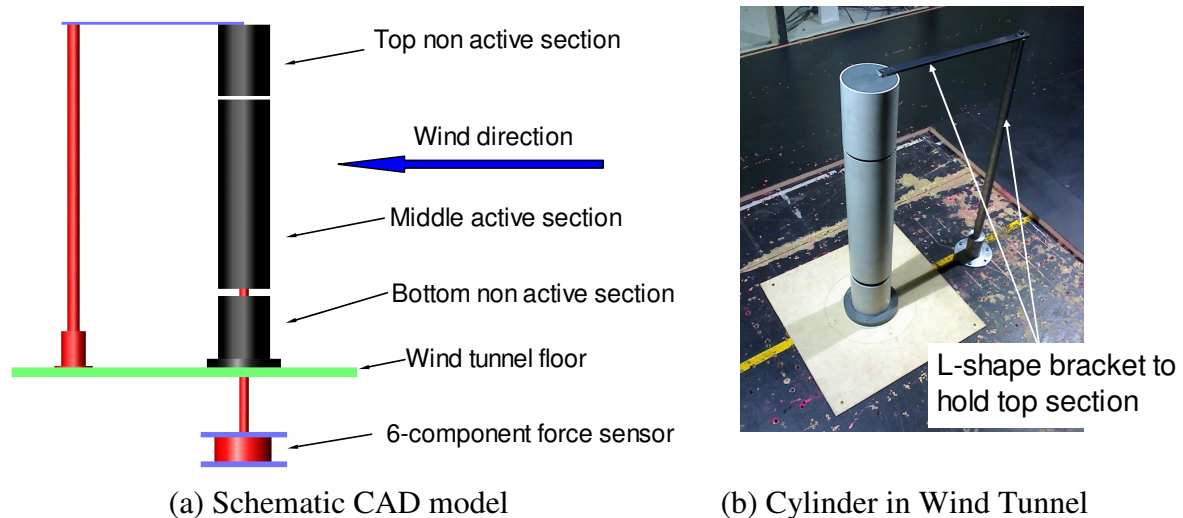 Top non active section
Wind direction
Middle active section
Bottom non active section
Wind tunnel floor
6-component force sensor
L-shape bracket to
hold top section
(a) Schematic CAD model
(b) Cylinder in Wind Tunnel